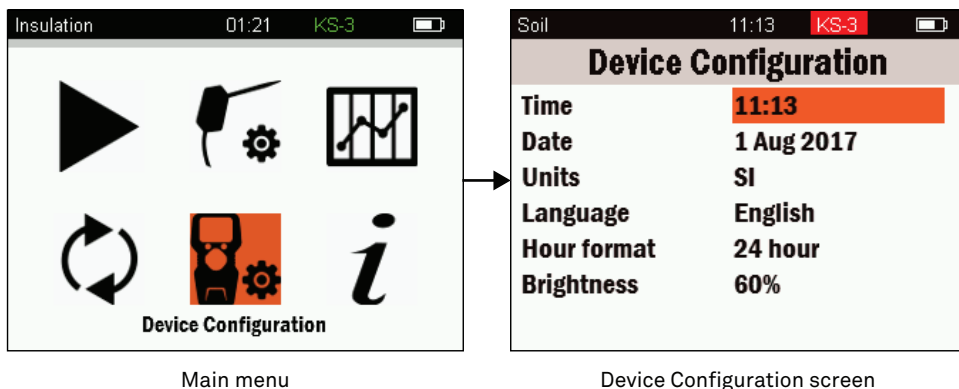 Insulation 01:21 KS-3
Device Configuration
Main menu
Soil 11:13 KS-3
Device Configuration
Time 11:13
Date 1 Aug 2017
Units SI
Language English
Hour format 24 hour
Brightness 60%
Device Configuration screen